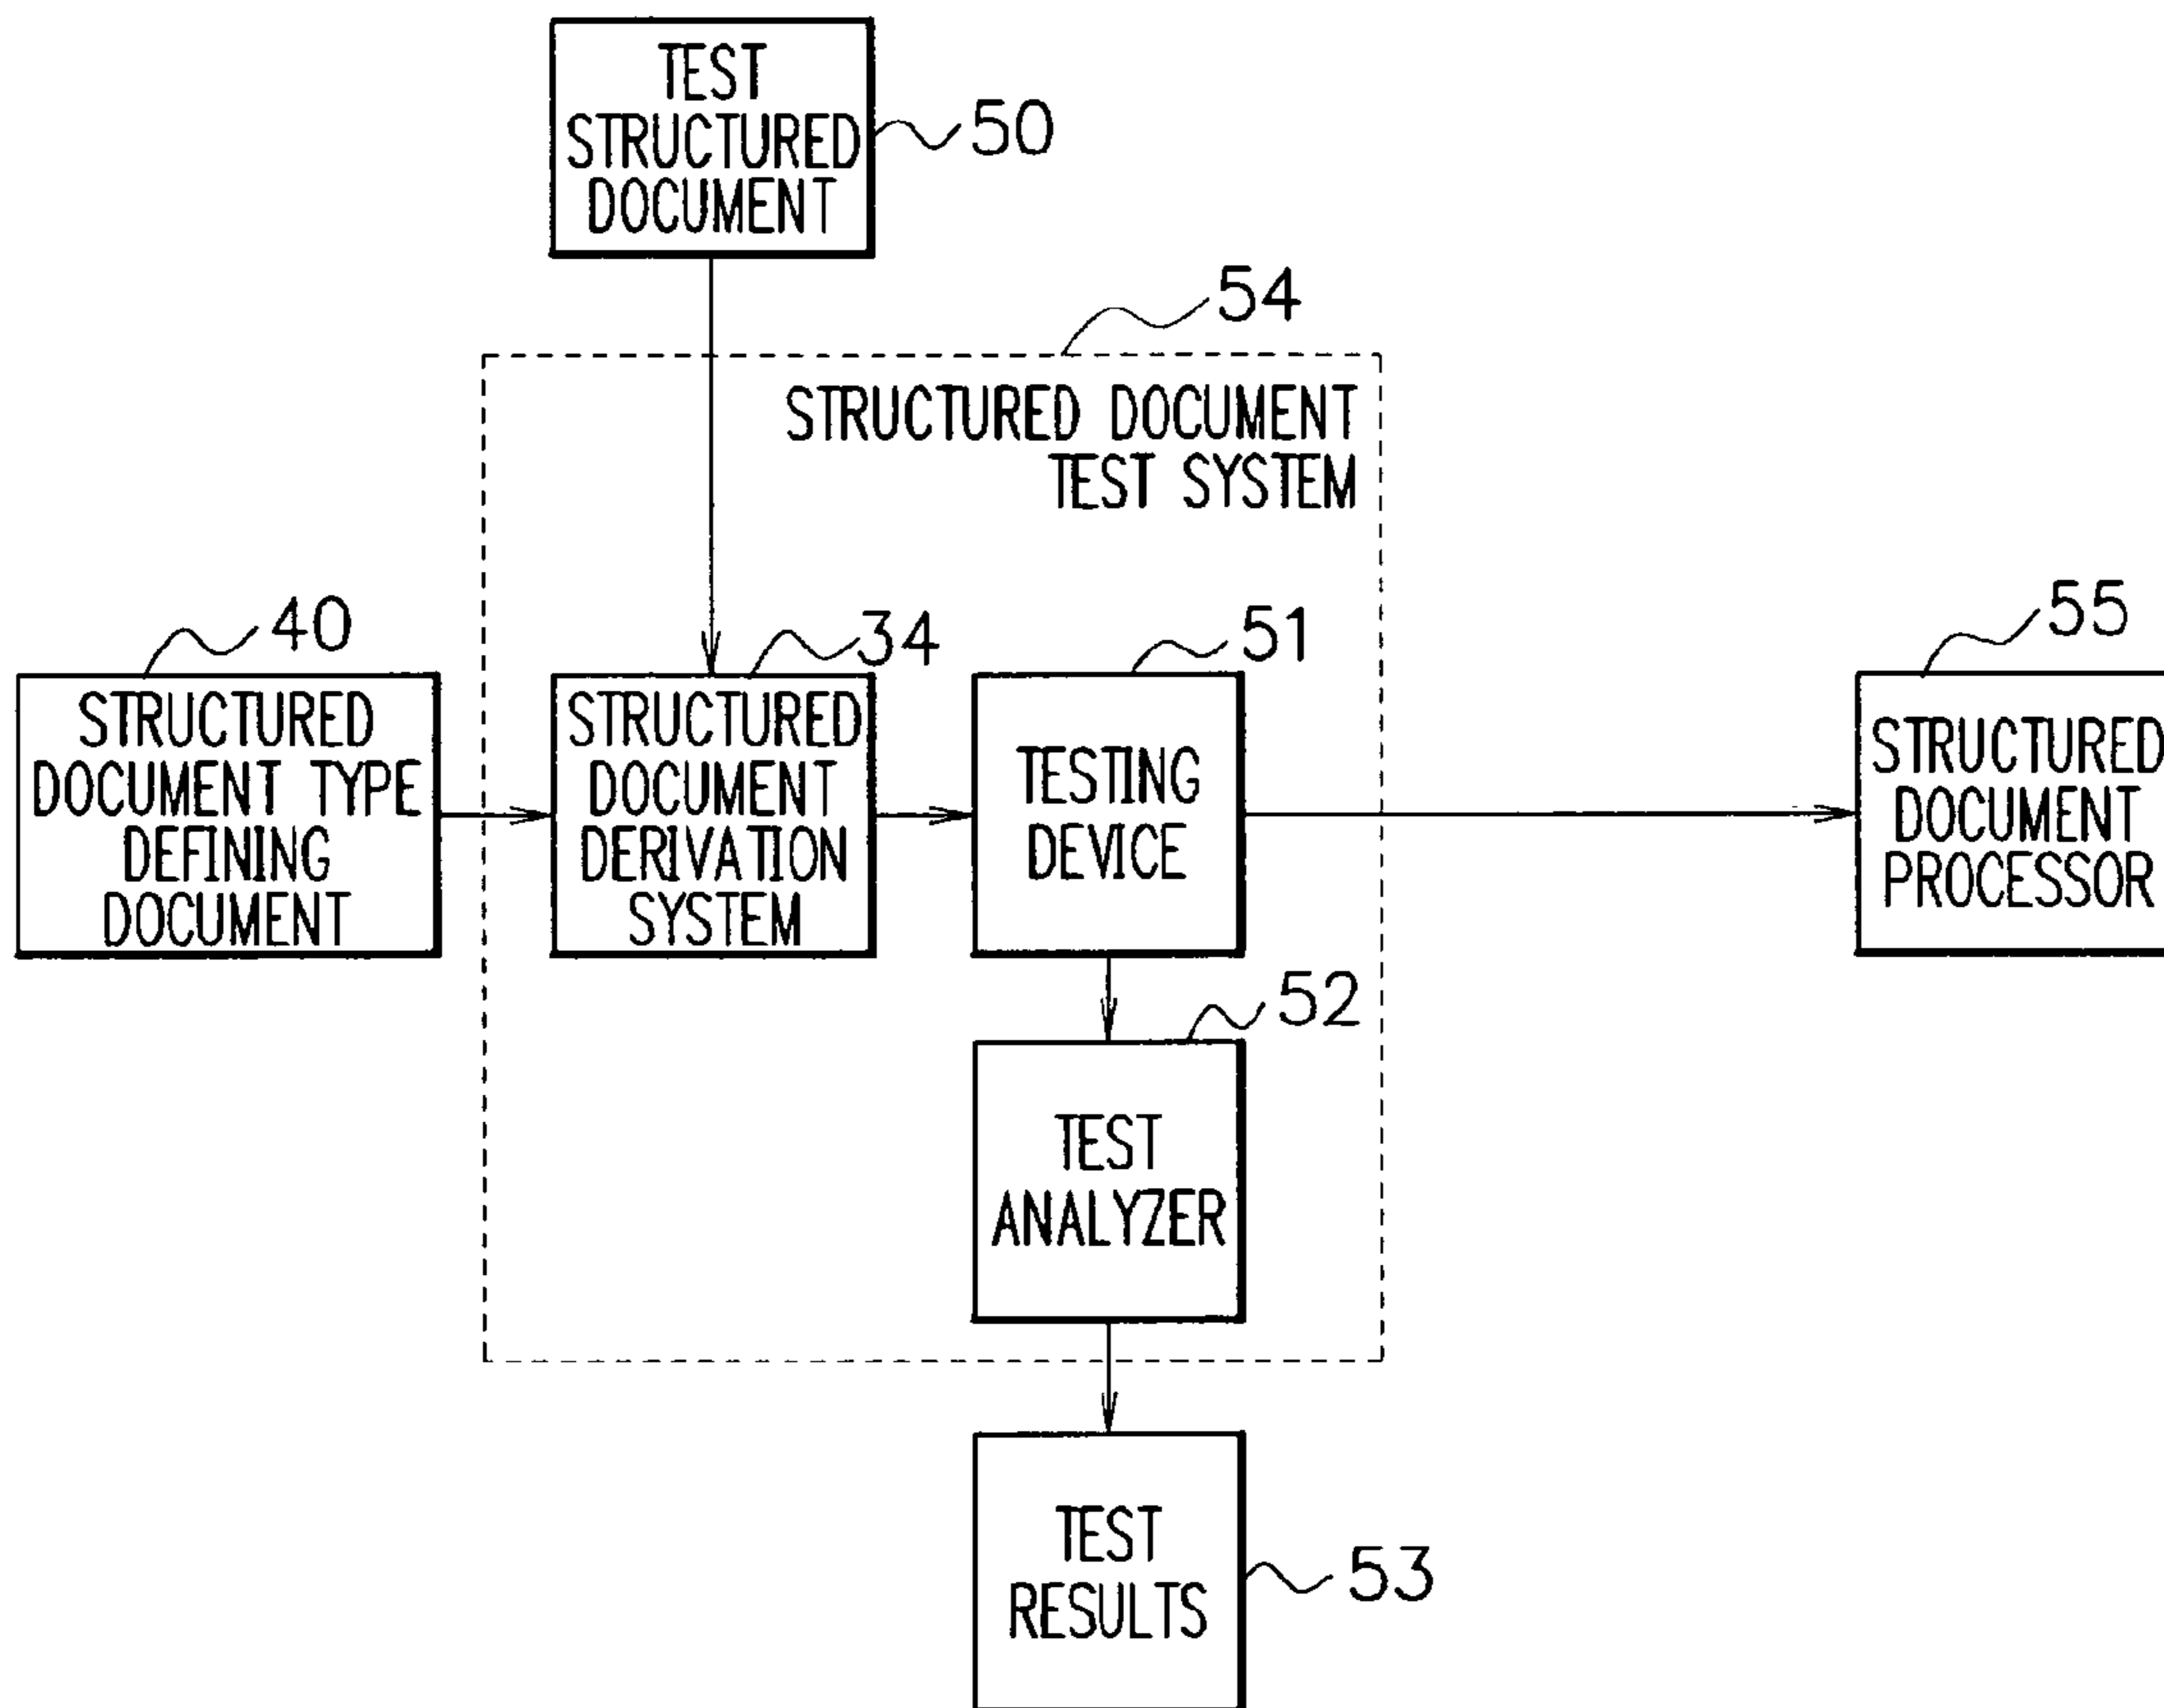 TEST
STRUCTURED
DOCUMENT
50
54
STRUCTURED DOCUMENT
TEST SYSTEM
40
STRUCTURED
DOCUMENT TYPE
DEFINING
DOCUMENT
34
STRUCTURED
DOCUMENT
DERIVATION
SYSTEM
51
TESTING
DEVICE
55
STRUCTURED
DOCUMENT
PROCESSOR
52
TEST
ANALYZER
TEST
RESULTS
53